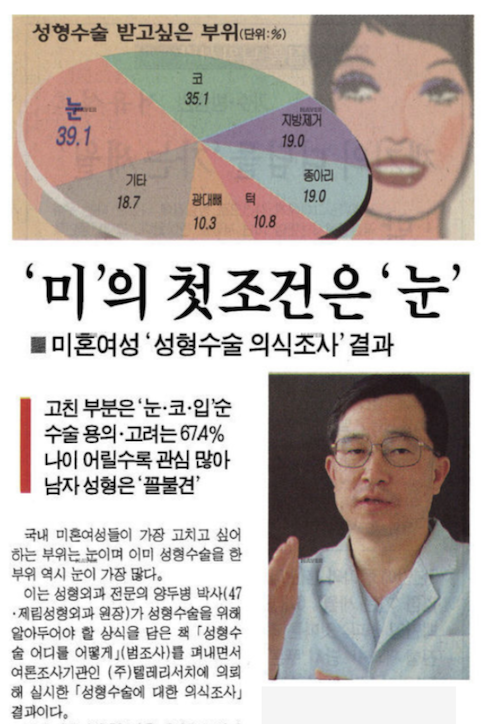 성형수술 받고싶은 부위(단위:%)
눈
39.1
코
35.1
지방제거
19.0
종아리
19.0
턱
10.8
광대뼈
10.3
기타
18.7
‘미’의 첫조건은 ‘눈’
■ 미혼여성 ‘성형수술 의식조사’ 결과
고친 부분은 ‘눈·코·입’순
수술 용의·고려는 67.4%
나이 어릴수록 관심 많아
남자 성형은 ‘꼴불견’
국내 미혼여성들이 가장 고치고 싶어
하는 부위는 눈이며 이미 성형수술을 한
부위 역시 눈이 가장 많다.
이는 성형외과 전문의 양두병 박사(47
·제림성형외과 원장)가 성형수술을 위해
알아두어야 할 상식을 담은 책 「성형수
술 어디를 어떻게」(범조사)를 펴내면서
여론조사기관인 (주)텔레리서치에 의뢰
해 실시한 「성형수술에 대한 의식조사」
결과이다.